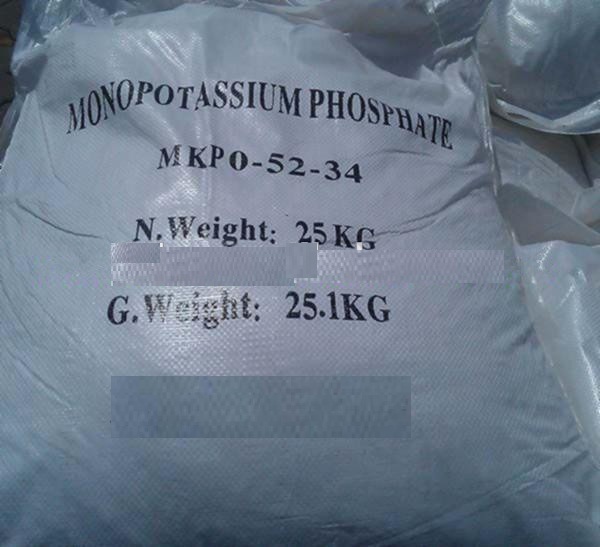 MONOPOTASSIUM PHOSPHATE
MKP0-52-34
N.Weight: 25KG
G.Weight: 25.1KG